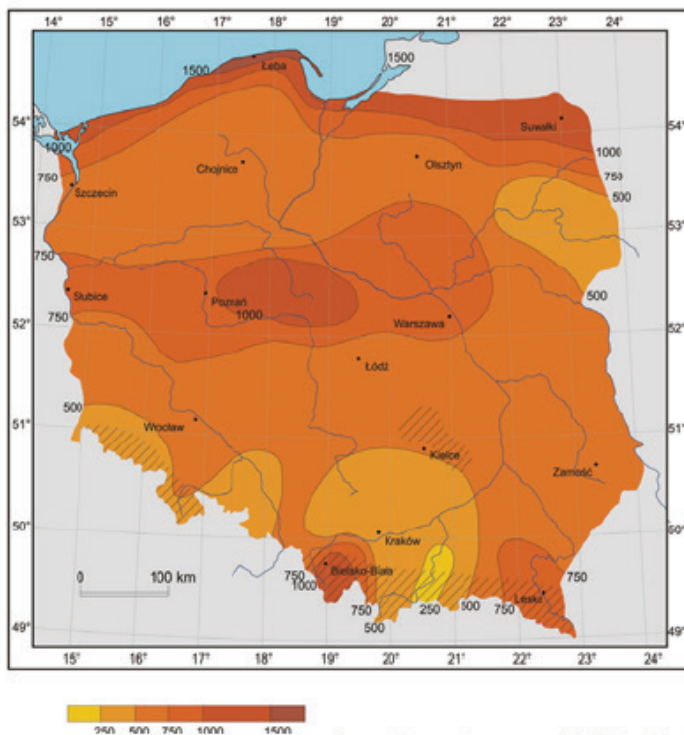 14° 15° 16° 17° 18° 19° 20° 21° 22° 23° 24°
1500
1500
Łeba
54°
1000
Suwałki
54°
750
Chojnice
Olsztyn
1000
750
Szczecin
500
53°
53°
750
500
Słubice
Poznań
1000
52°
750
Warszawa
52°
Łódź
51°
500
Wrocław
51°
Kielce
Zamość
50°
Kraków
50°
0 100 km
750
Bielsko-Biała
1000
750
500
250
500
750
Lesko
750
49°
49°
15° 16° 17° 18° 19° 20° 21° 22° 23° 24°
250 500 750 1000 1500